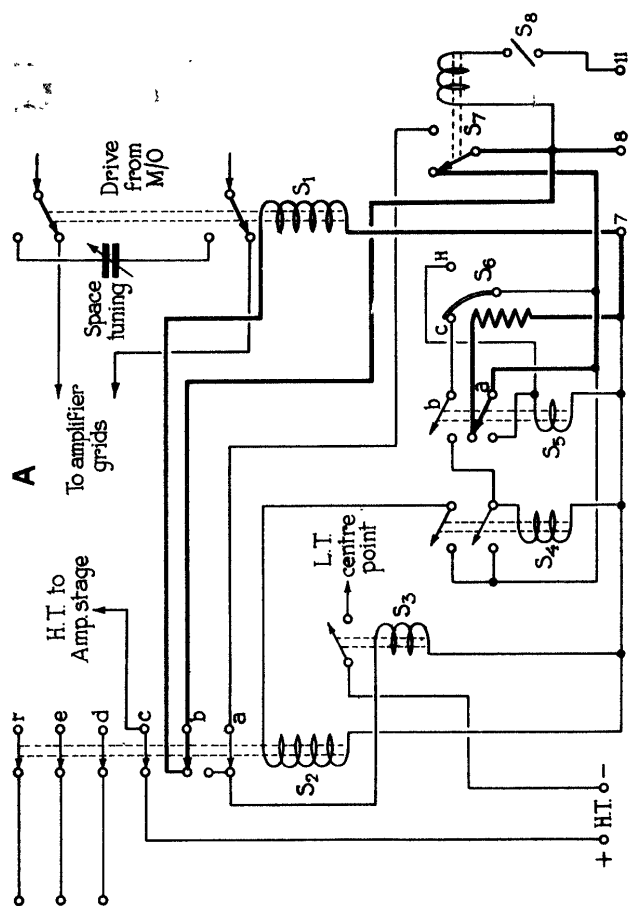 A
Drive
from
M/O
Space
tuning
To amplifier
grids
S1
H.T. to
Amp. stage
r
e
d
c
b
a
S2
L.T.
centre
point
S3
S4
b
a
S5
C
H
S6
S7
S8
7
8
11
+ H.T. -